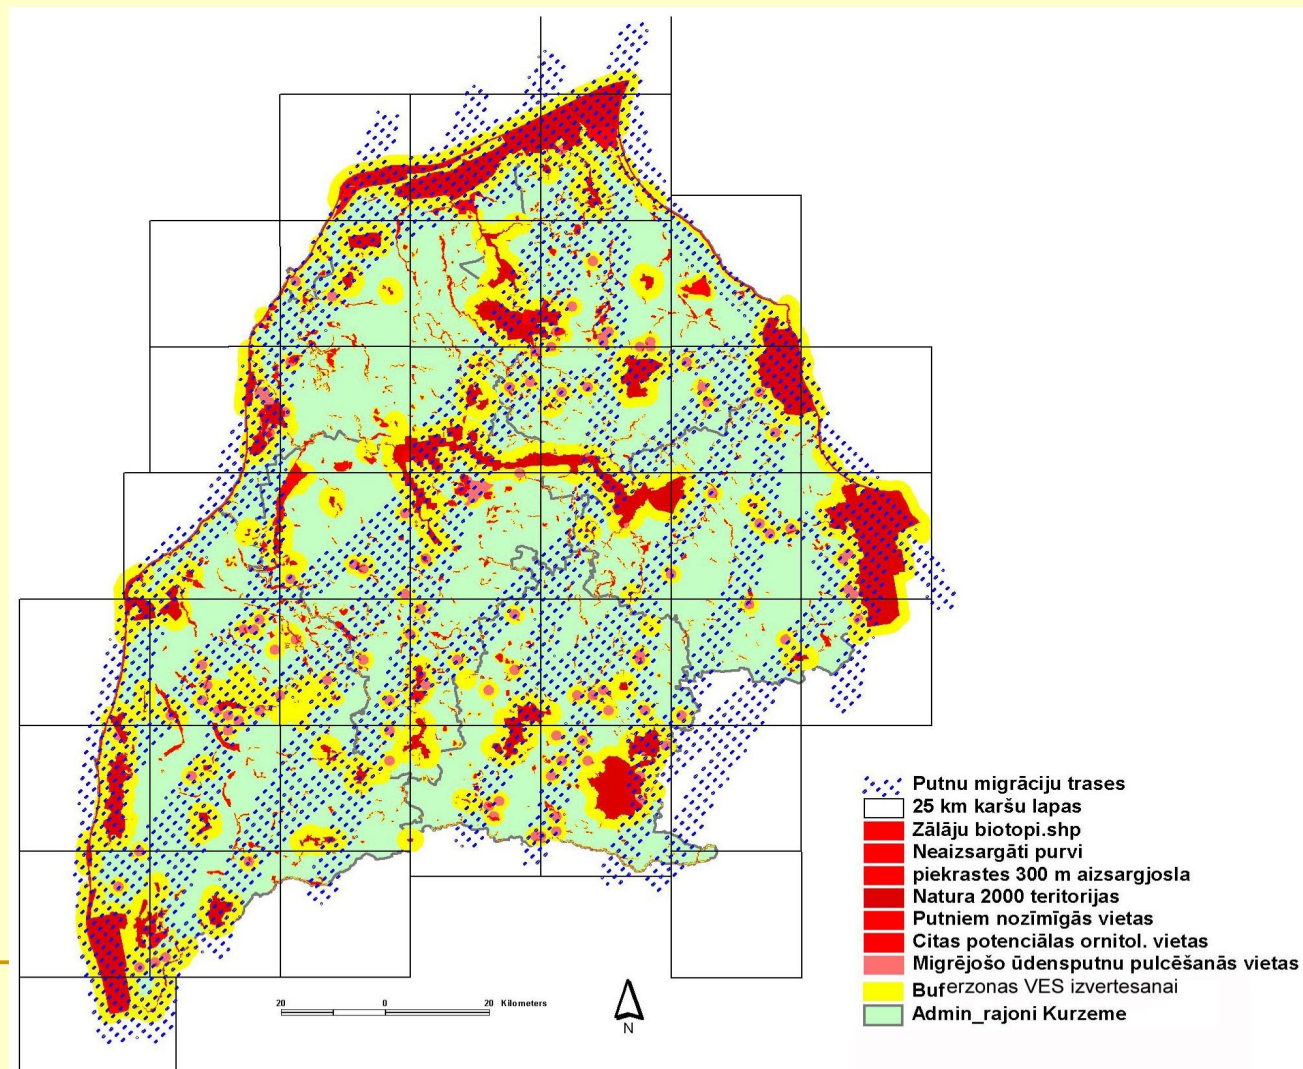 Putnu migrāciju trases
25 km karšu lapas
Zālāju biotopi.shp
Neaizsargāti purvi
piekrastes 300 m aizsargjosla
Natura 2000 teritorijas
Putniem nozīmīgās vietas
Citas potenciālas ornitol. vietas
Migrējošo ūdensputnu pulcēšanās vietas
Buferzonas VES izvertesanai
Admin_rajoni Kurzeme
20 0 20 Kilometers
N